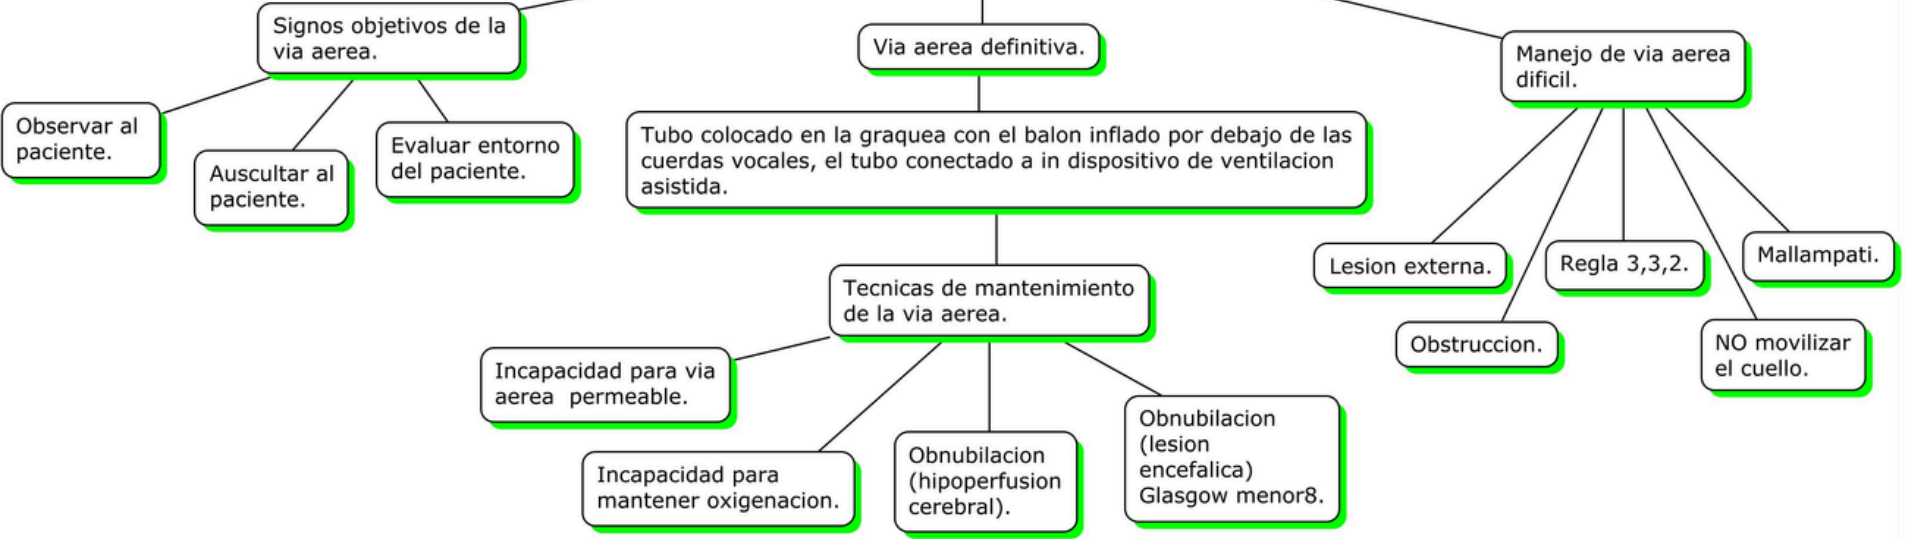 Signos objetivos de la
via aerea.
Observar al
paciente.
Auscultar al
paciente.
Evaluar entorno
del paciente.
Via aerea definitiva.
Tubo colocado en la graquea con el balon inflado por debajo de las
cuerdas vocales, el tubo conectado a in dispositivo de ventilacion
asistida.
Tecnicas de mantenimiento
de la via aerea.
Incapacidad para via
aerea  permeable.
Incapacidad para
mantener oxigenacion.
Obnubilacion
(hipoperfusion
cerebral).
Obnubilacion
(lesion
encefalica)
Glasgow menor8.
Manejo de via aerea
dificil.
Lesion externa.
Obstruccion.
Regla 3,3,2.
NO movilizar
el cuello.
Mallampati.